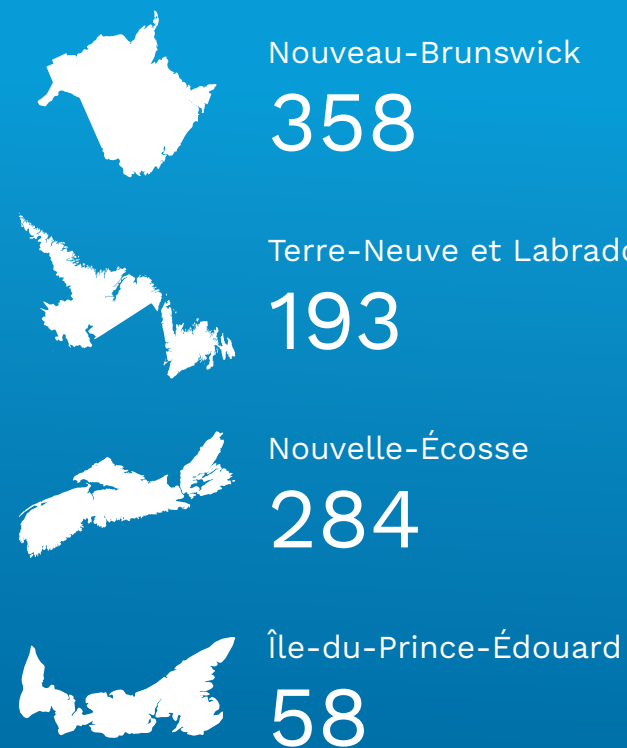 Nouveau-Brunswick
358
Terre-Neuve et Labrado
193
Nouvelle-Écosse
284
Île-du-Prince-Édouard
58